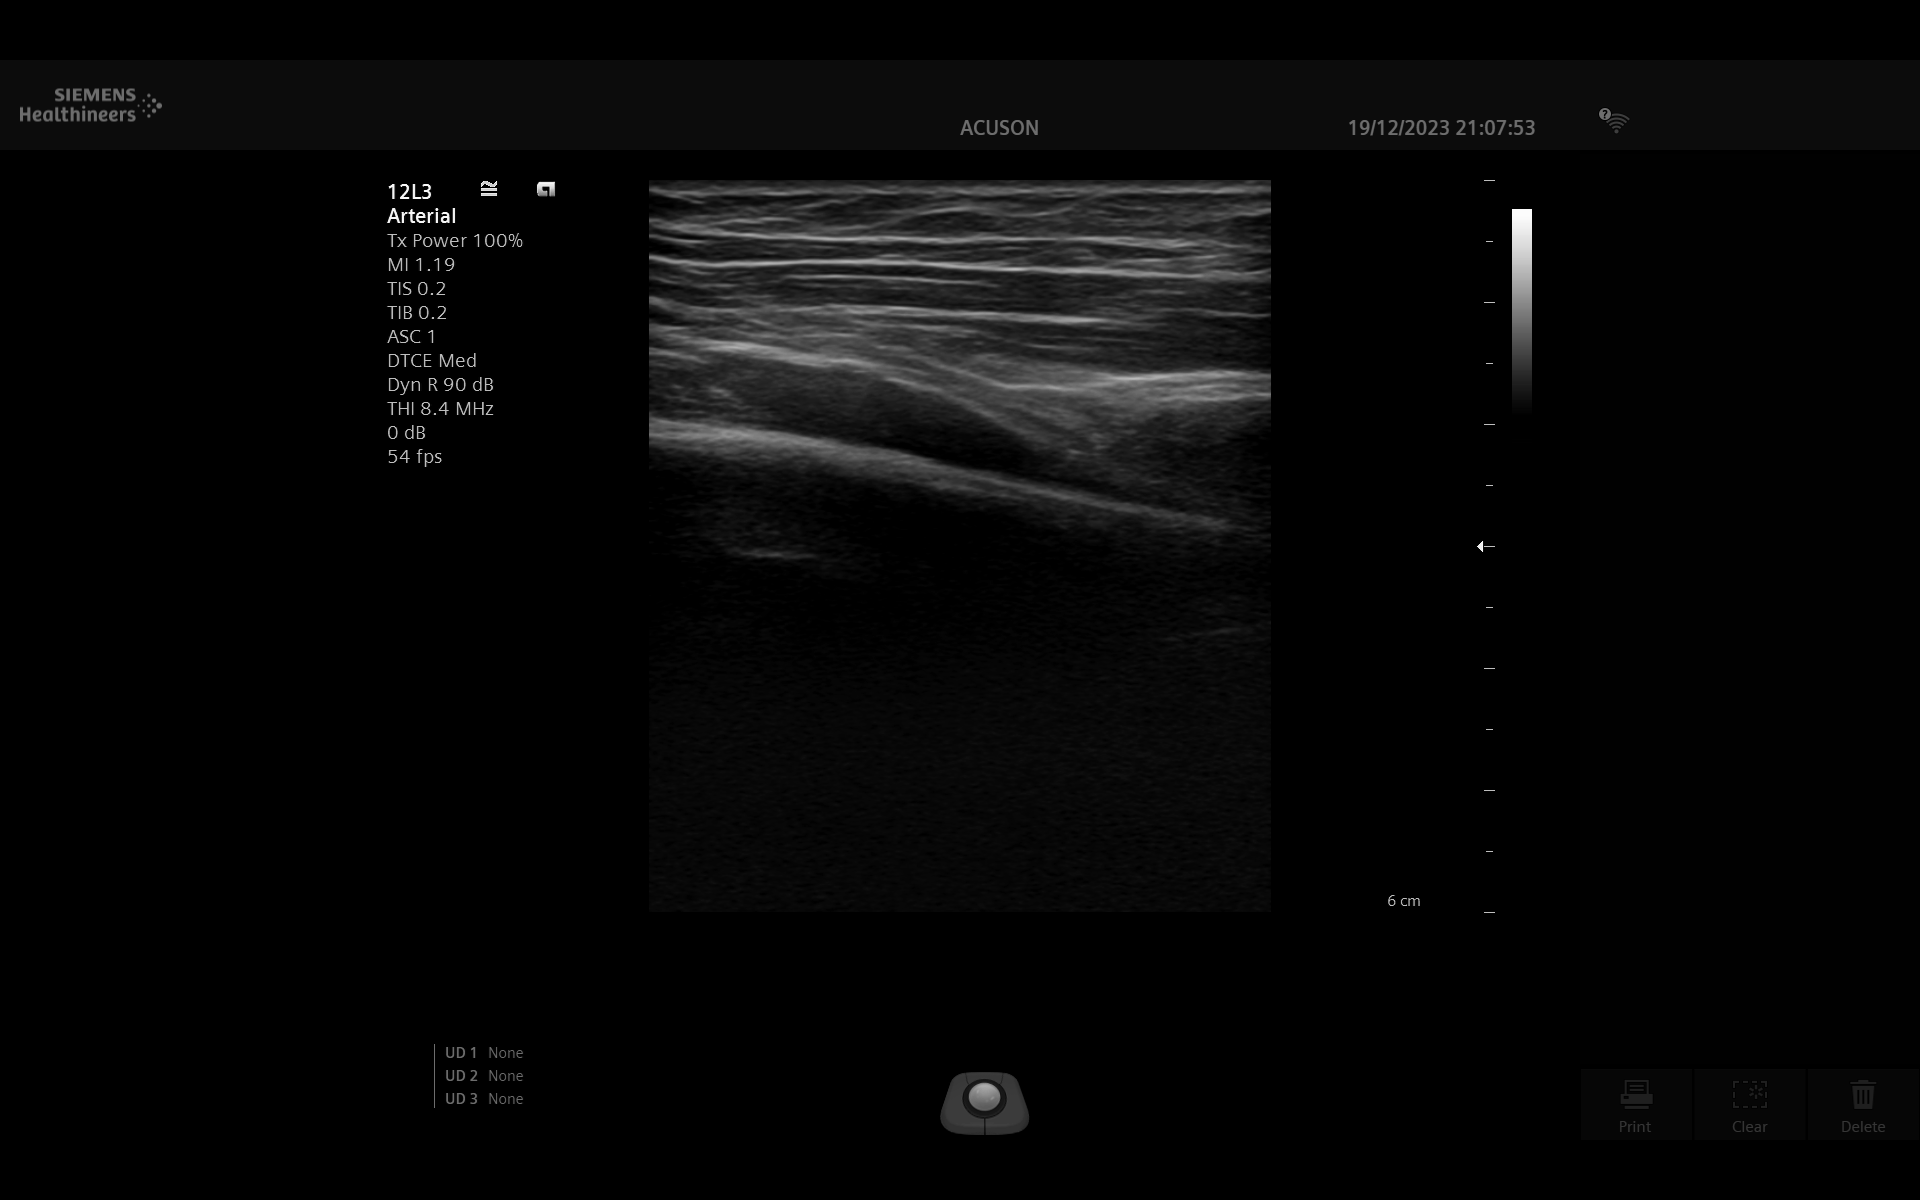 SIEMENS
Healthineers
ACUSON
19/12/2023 21:07:53
?
12L3
Arterial
Tx Power 100%
MI 1.19
TIS 0.2
TIB 0.2
ASC 1
DTCE Med
Dyn R 90 dB
THI 8.4 MHz
0 dB
54 fps
6 cm
UD 1 None
UD 2 None
UD 3 None
Print
Clear
Delete